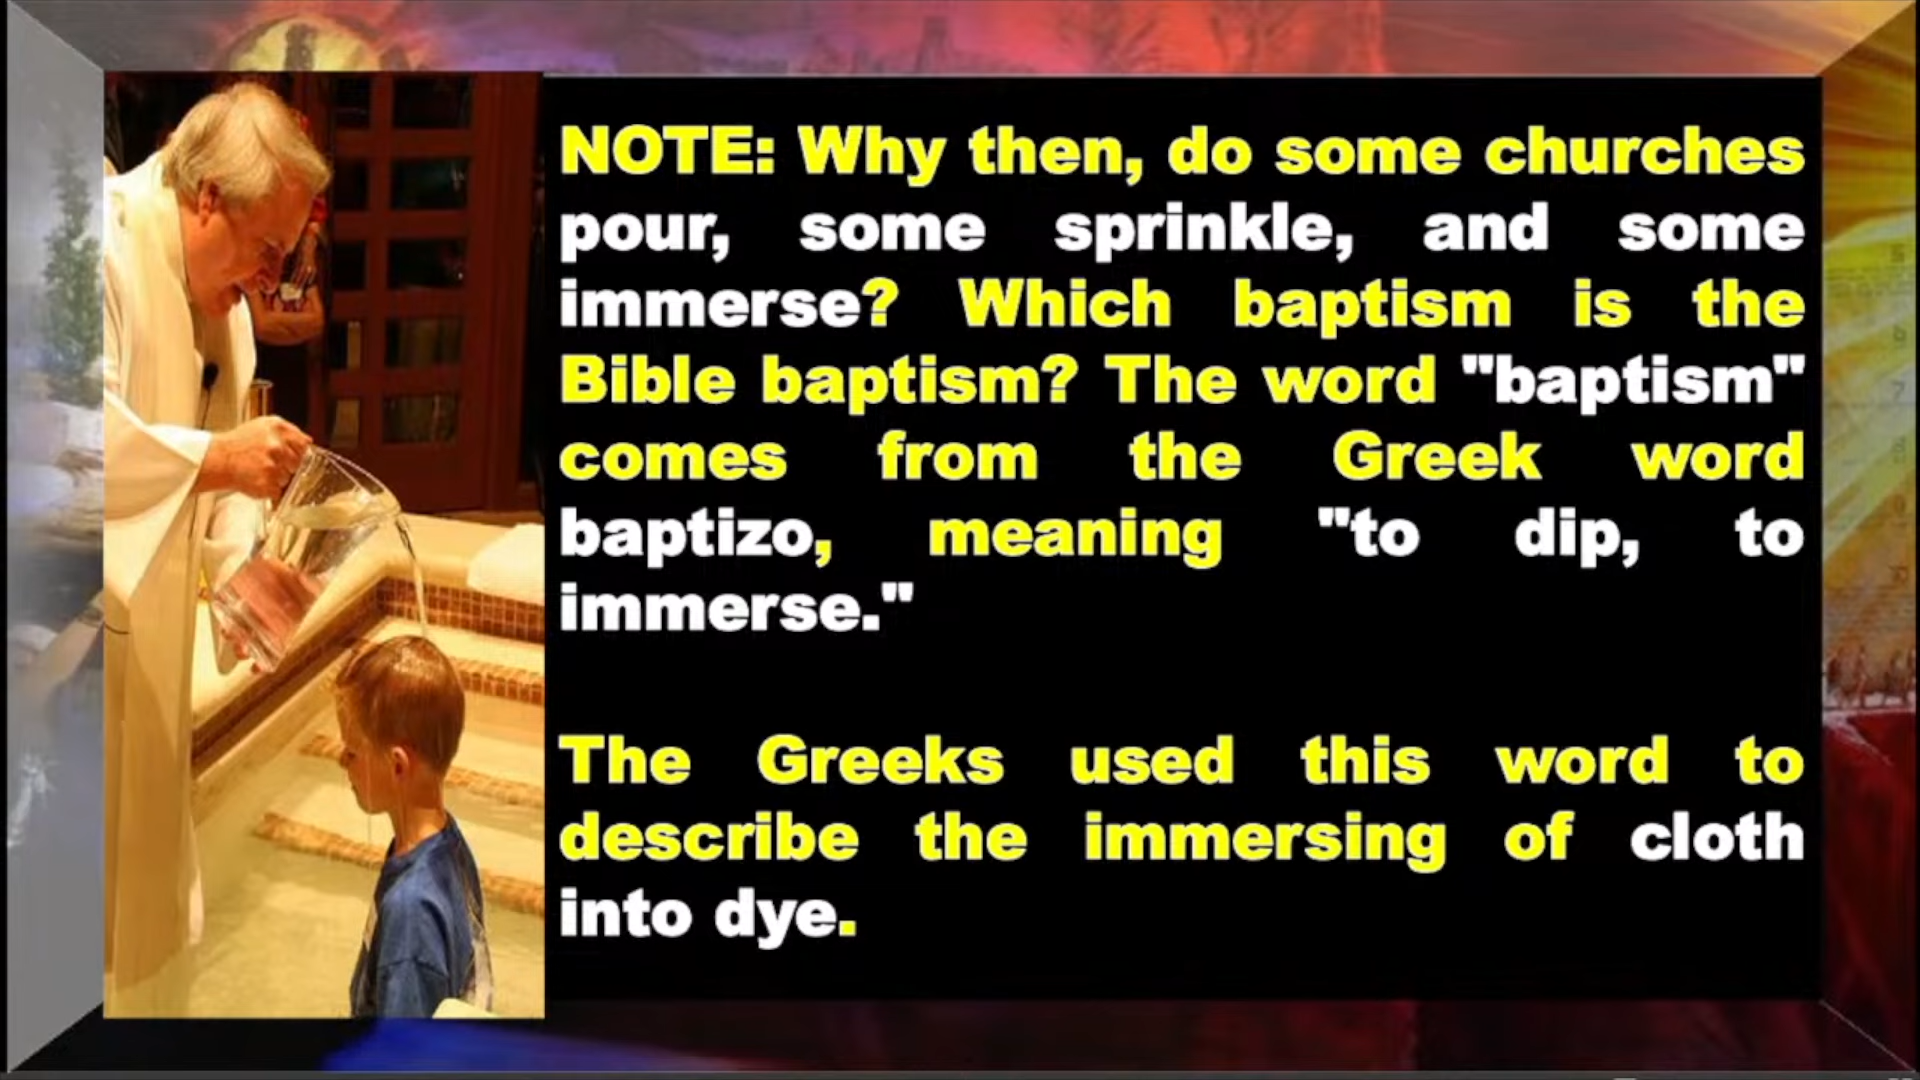 NOTE: Why then, do some churches
pour, some sprinkle, and some
immerse? Which baptism is the
Bible baptism? The word "baptism"
comes from the Greek word
baptizo, meaning "to dip, to
immerse."
The Greeks used this word to
describe the immersing of cloth
into dye.